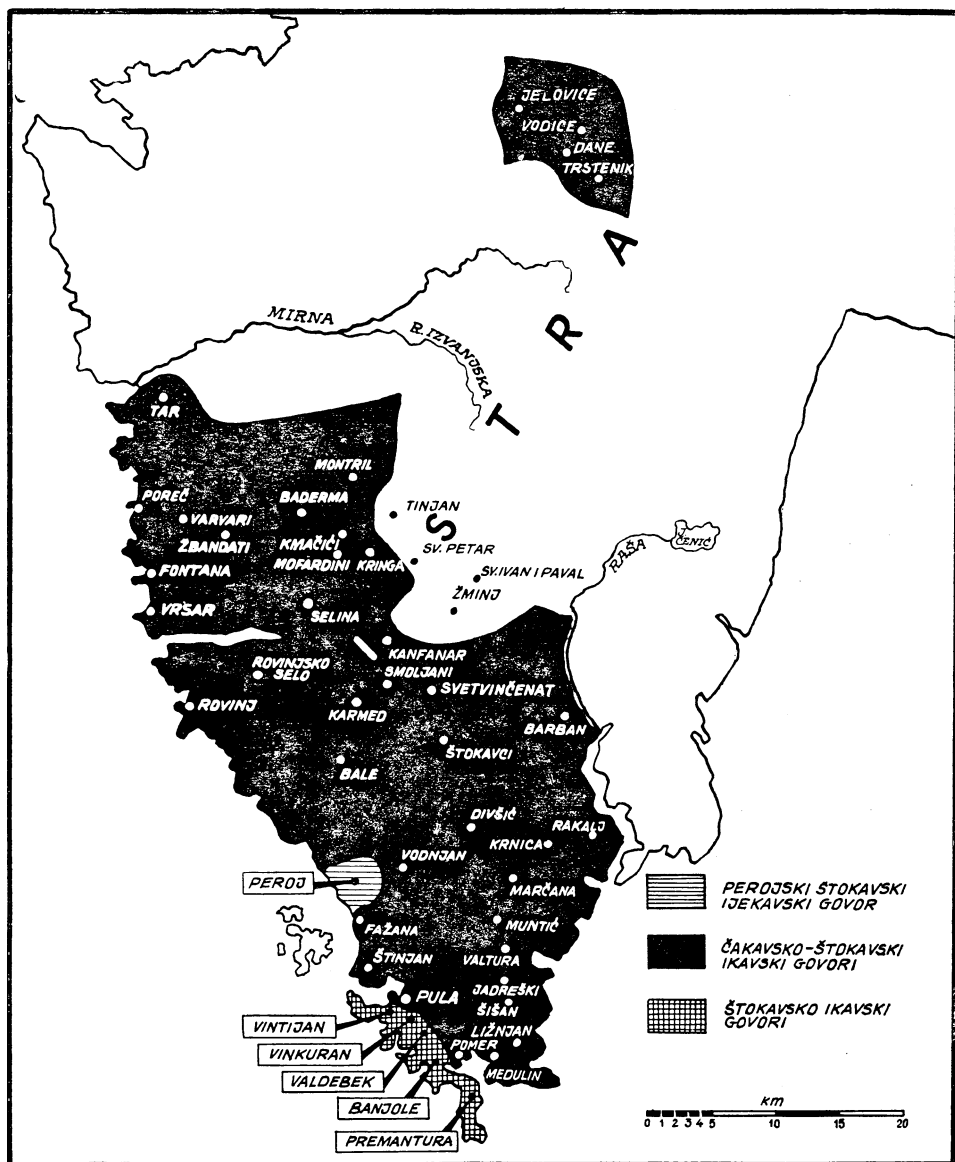 JELOVICE
VODICE
DANE
TRSTENIK
I S T R A
MIRNA
R. IZVANJSKA
TAR
MONTRIL
POREČ
BADERMA
TINJAN
VARVARI
ŽBANDATI
KMAČIĆI
MOFARDINI
KRINGA
SV. PETAR
RAŠA
ČENIĆ
FONTANA
SV. IVAN I PAVAL
ŽMINJ
VRŠAR
SELINA
KANFANAR
ROVINJSKO
SELO
SMOLJANI
SVETVINČENAT
ROVINJ
KARMED
BARBAN
ŠTOKAVCI
BALE
DIVŠIĆ
RAKALJ
KRNICA
VODNJAN
PEROJ
MARČANA
FAŽANA
MUNTIĆ
ŠTINJAN
VALTURA
JADREŠKI
PULA
ŠIŠAN
VINTIJAN
LIŽNJAN
VINKURAN
POMER
MEDULIN
VALDEBEK
BANJOLE
PREMANTURA
PEROJSKI ŠTOKAVSKI
IJEKAVSKI GOVOR
ČAKAVSKO-ŠTOKAVSKI
IKAVSKI GOVORI
ŠTOKAVSKO IKAVSKI
GOVORI
km
0 1 2 3 4 5 10 15 20